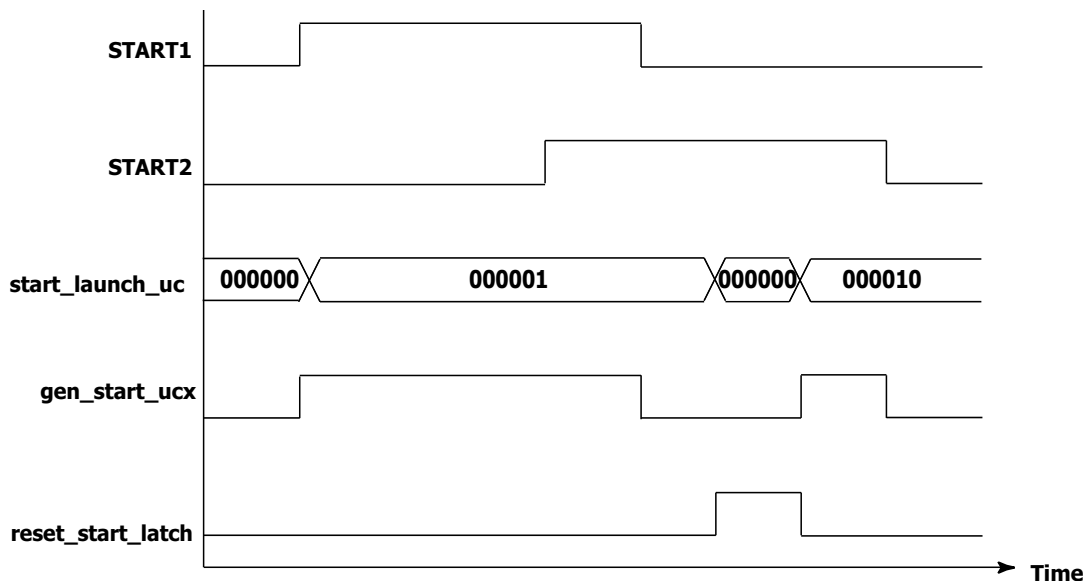 START1
START2
start_launch_uc 000000 000001 000000 000010
gen_start_ucx
reset_start_latch
Time